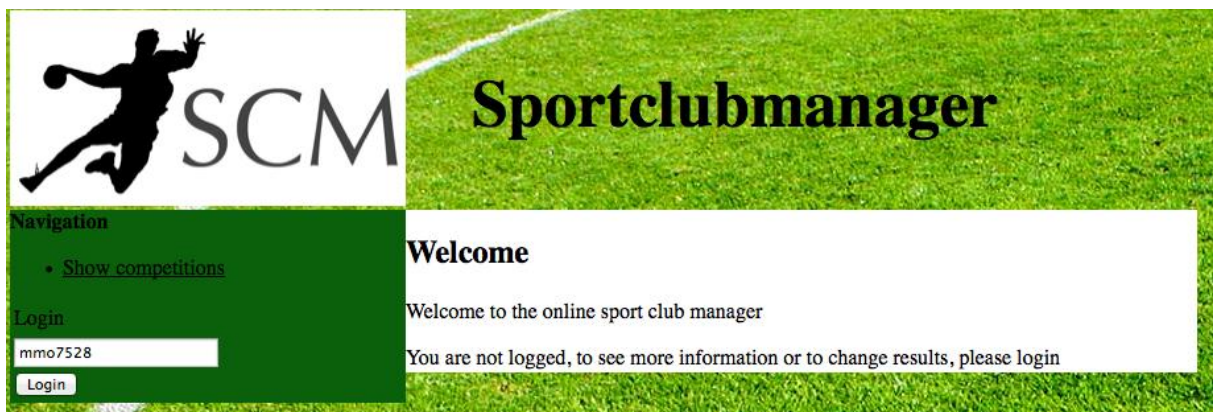 SCM
Sportclubmanager
Navigation
Show competitions
Login
mmo7528
Login
Welcome
Welcome to the online sport club manager
You are not logged, to see more information or to change results, please login